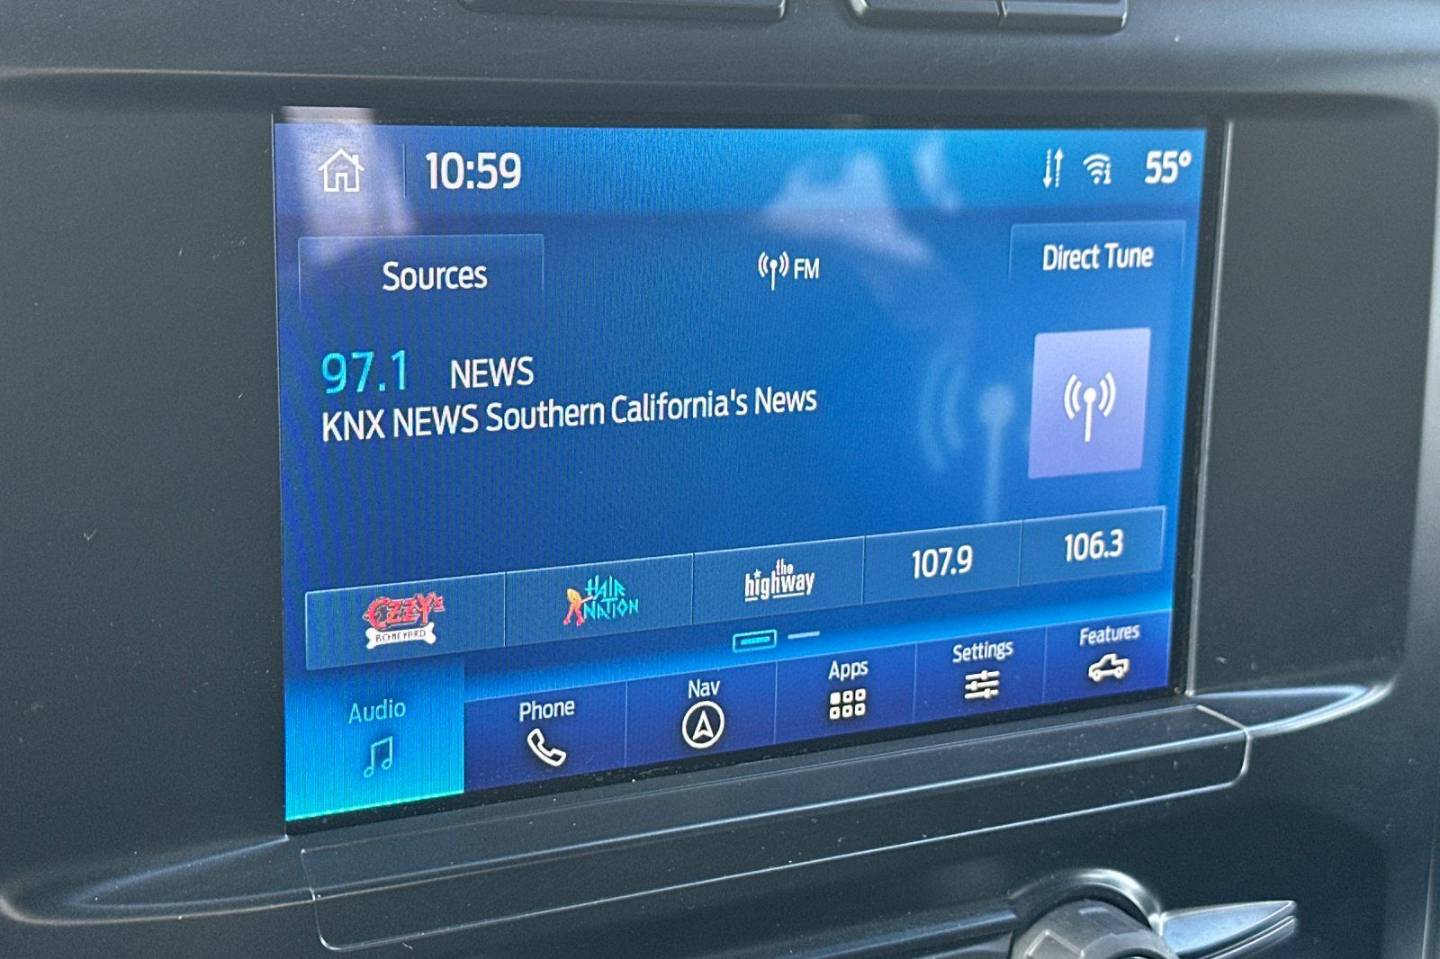 10:59 55°
Sources FM Direct Tune
97.1 NEWS
KNX NEWS Southern California's News
OZZY's BONEYARD HAIR NATION the highway 107.9 106.3
Audio Phone Nav Apps Settings Features